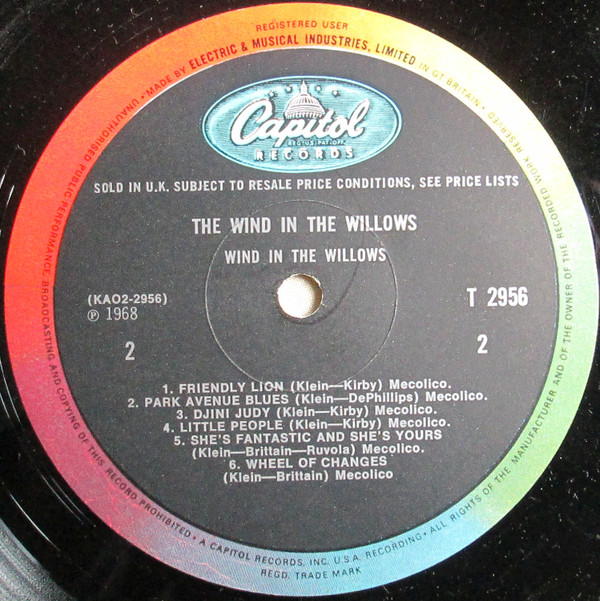 REGISTERED USER
UNAUTHORISED PUBLIC PERFORMANCE, BROADCASTING AND COPYING OF THIS RECORD PROHIBITED • A CAPITOL RECORDS, INC. U.S.A. RECORDING • ALL RIGHTS OF THE MANUFACTURER AND OF THE OWNER OF THE RECORDED WORK RESERVED
• MADE BY ELECTRIC & MUSICAL INDUSTRIES, LIMITED IN GT BRITAIN •
REGD. TRADE MARK
Capitol
REG.U.S.PAT.OFF.
RECORDS
SOLD IN U.K. SUBJECT TO RESALE PRICE CONDITIONS, SEE PRICE LISTS
THE WIND IN THE WILLOWS
WIND IN THE WILLOWS
(KAO2-2956) T 2956
℗ 1968
2 2
1. FRIENDLY LION (Klein—Kirby) Mecolico.
2. PARK AVENUE BLUES (Klein—DePhillips) Mecolico.
3. DJINI JUDY (Klein—Kirby) Mecolico.
4. LITTLE PEOPLE (Klein—Kirby) Mecolico.
5. SHE'S FANTASTIC AND SHE'S YOURS
(Klein—Brittain—Ruvola) Mecolico.
6. WHEEL OF CHANGES
(Klein—Brittain) Mecolico